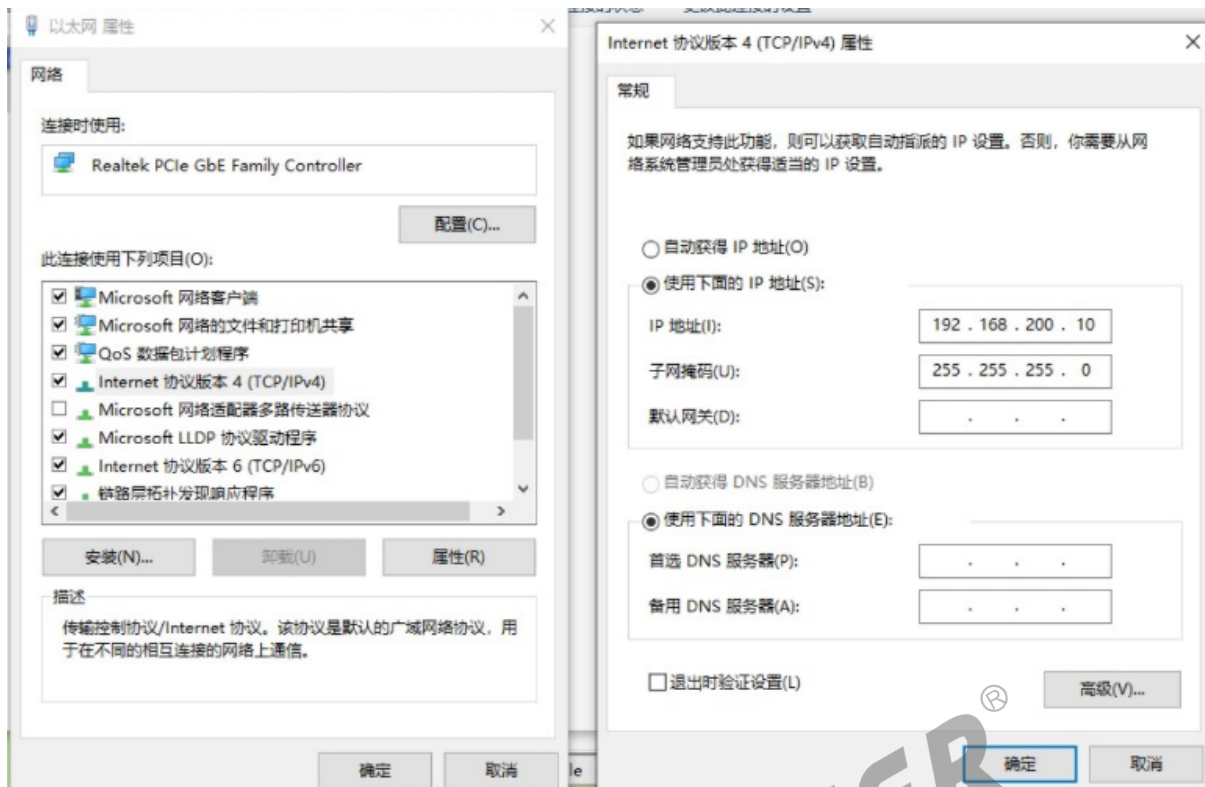 以太网 属性
网络
连接时使用:
Realtek PCIe GbE Family Controller
配置(C)...
此连接使用下列项目(O):
Microsoft 网络客户端
Microsoft 网络的文件和打印机共享
QoS 数据包计划程序
Internet 协议版本 4 (TCP/IPv4)
Microsoft 网络适配器多路传送器协议
Microsoft LLDP 协议驱动程序
Internet 协议版本 6 (TCP/IPv6)
链路层拓扑发现响应程序
安装(N)... 卸载(U) 属性(R)
描述
传输控制协议/Internet 协议。该协议是默认的广域网络协议，用
于在不同的相互连接的网络上通信。
确定 取消
le
Internet 协议版本 4 (TCP/IPv4) 属性
常规
如果网络支持此功能，则可以获取自动指派的 IP 设置。否则，你需要从网
络系统管理员处获得适当的 IP 设置。
自动获得 IP 地址(O)
使用下面的 IP 地址(S):
IP 地址(I): 192 . 168 . 200 . 10
子网掩码(U): 255 . 255 . 255 . 0
默认网关(D): . . .
自动获得 DNS 服务器地址(B)
使用下面的 DNS 服务器地址(E):
首选 DNS 服务器(P): . . .
备用 DNS 服务器(A): . . .
退出时验证设置(L)
高级(V)...
确定 取消
ER®